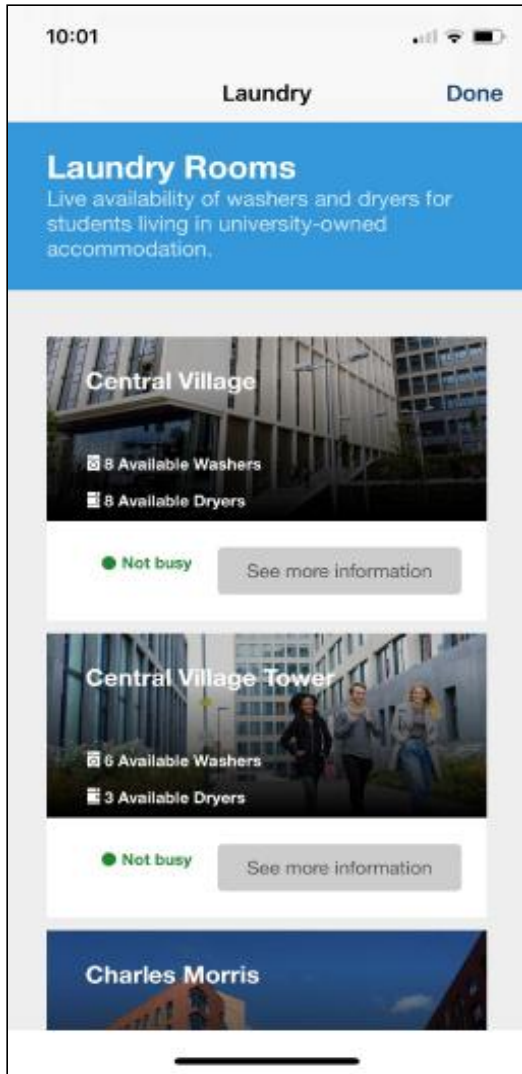 10:01
Laundry
Done
Laundry Rooms
Live availability of washers and dryers for
students living in university-owned
accommodation.
Central Village
8 Available Washers
8 Available Dryers
Not busy
See more information
Central Village Tower
6 Available Washers
3 Available Dryers
Not busy
See more information
Charles Morris